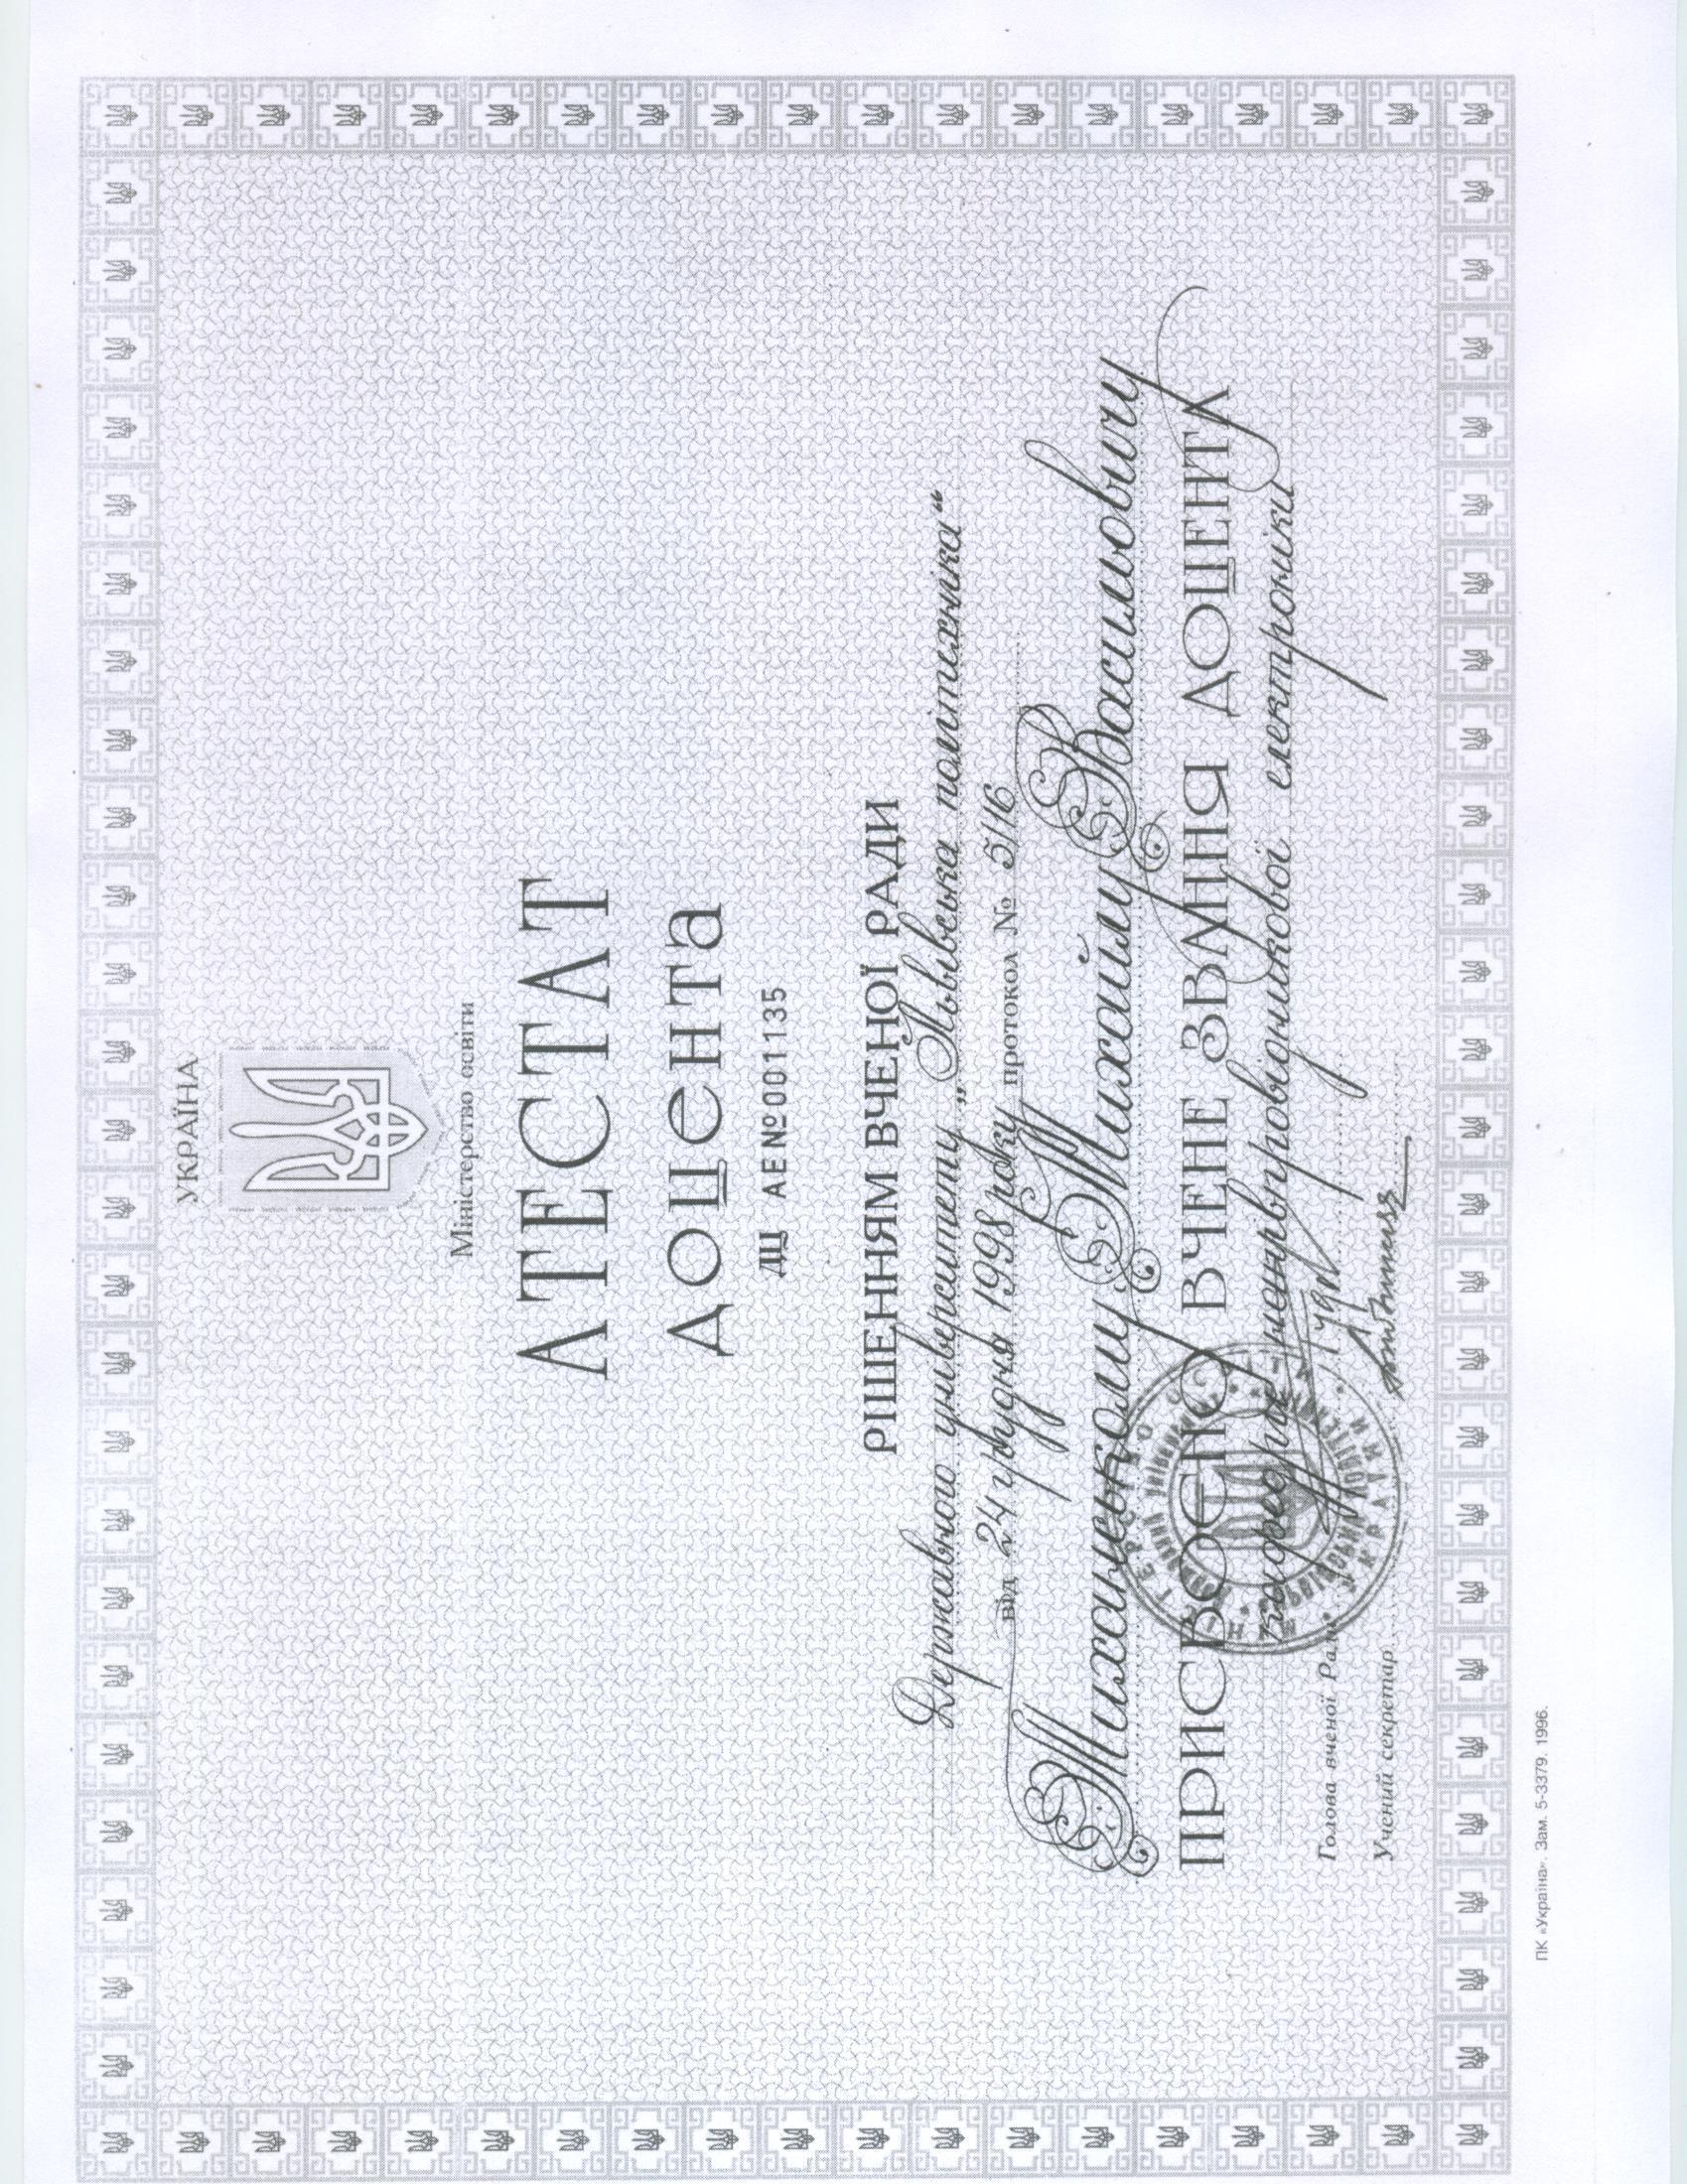 УКРАЇНА
Міністерство освіти
АТЕСТАТ
доцента
ДЦ АЕ №001135
РІШЕННЯМ ВЧЕНОЇ РАДИ
Державного університету „Львівська політехніка“
від 24 грудня 1998 року протокол № 5/16
Тиханському Михайлу Васильовичу
ПРИСВОЄНО ВЧЕНЕ ЗВАННЯ ДОЦЕНТА
кафедри напівпровідникової електроніки
Голова вченої Ради
Учений секретар
ПК «Україна». Зам. 5-3379. 1996.